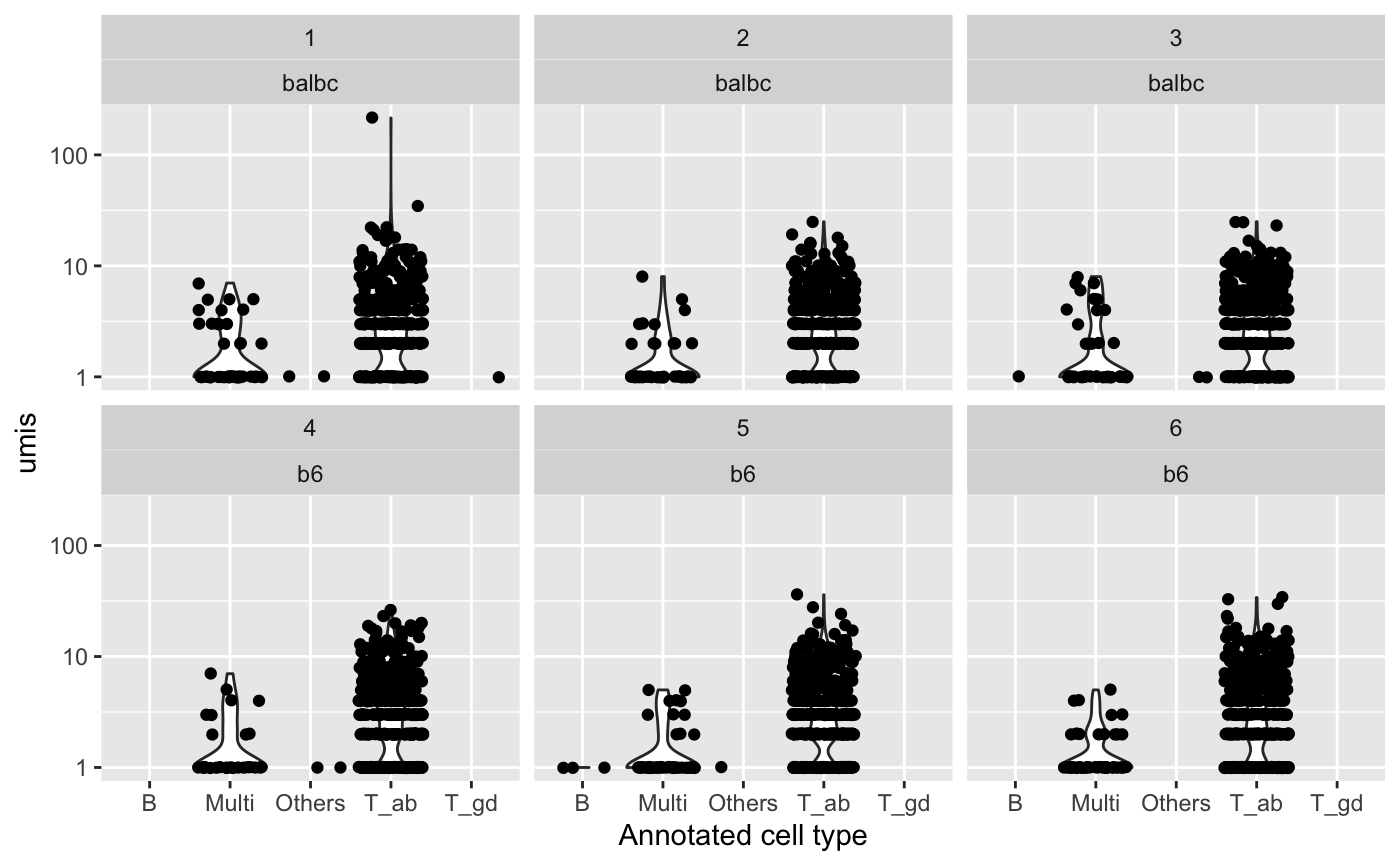 1 2 3
balbc balbc balbc
100
10
1
4 5 6
b6 b6 b6
100
10
1
umis
B Multi Others T_ab T_gd B Multi Others T_ab T_gd B Multi Others T_ab T_gd
Annotated cell type